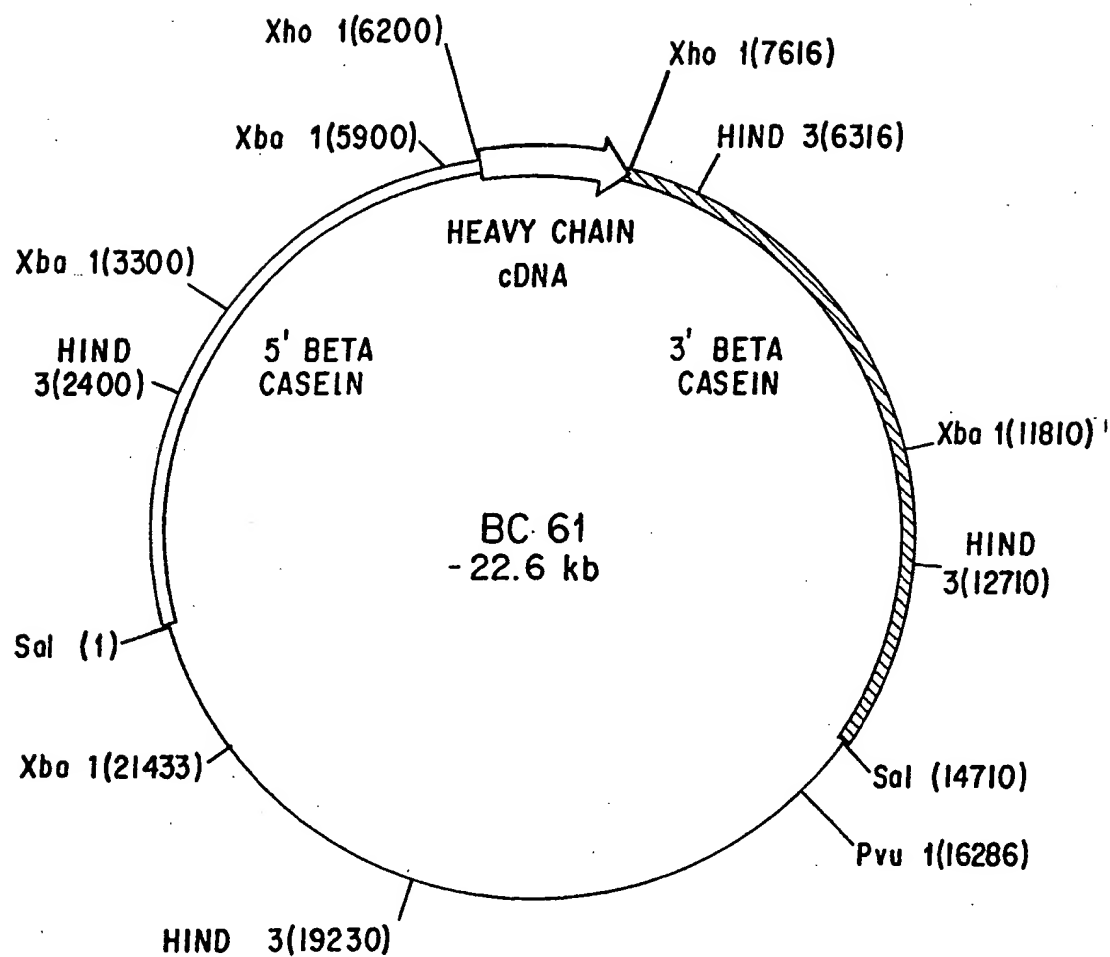 Xho 1(6200)
Xho 1(7616)
Xba 1(5900)
HIND 3(6316)
HEAVY CHAIN
cDNA
Xba 1(3300)
HIND
3(2400)
5' BETA
CASEIN
3' BETA
CASEIN
Xba 1(11810)
BC 61
-22.6 kb
HIND
3(12710)
Sal (1)
Xba 1(21433)
Sal (14710)
Pvu 1(16286)
HIND 3(19230)